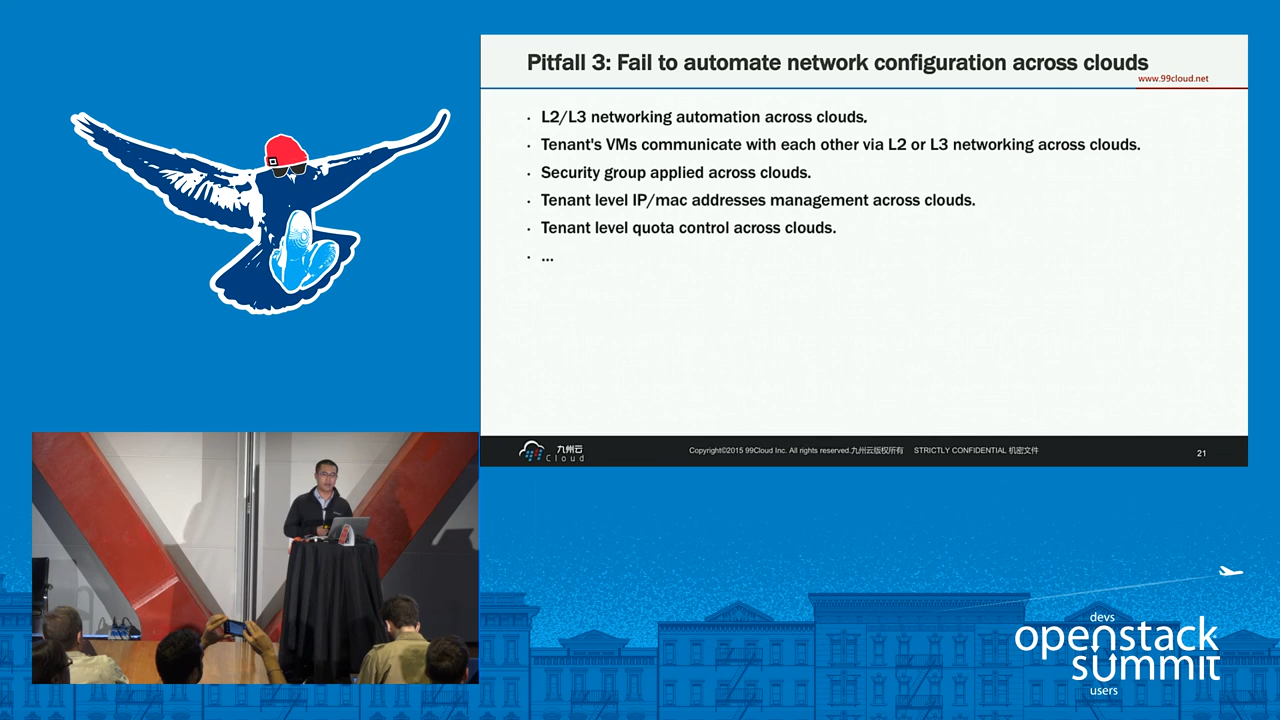 Pitfall 3: Fail to automate network configuration across clouds
www.99cloud.net
· L2/L3 networking automation across clouds.
· Tenant's VMs communicate with each other via L2 or L3 networking across clouds.
· Security group applied across clouds.
· Tenant level IP/mac addresses management across clouds.
· Tenant level quota control across clouds.
· ...
九州云
Cloud
Copyright©2015 99Cloud Inc. All rights reserved.九州云版权所有 STRICTLY CONFIDENTIAL 机密文件
21
devs
openstack
summit
users